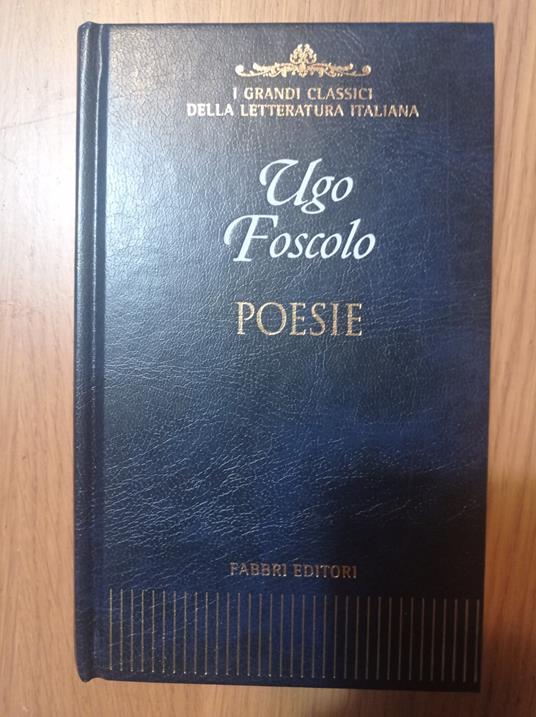 I GRANDI CLASSICI
DELLA LETTERATURA ITALIANA
Ugo
Foscolo
POESIE
FABBRI EDITORI